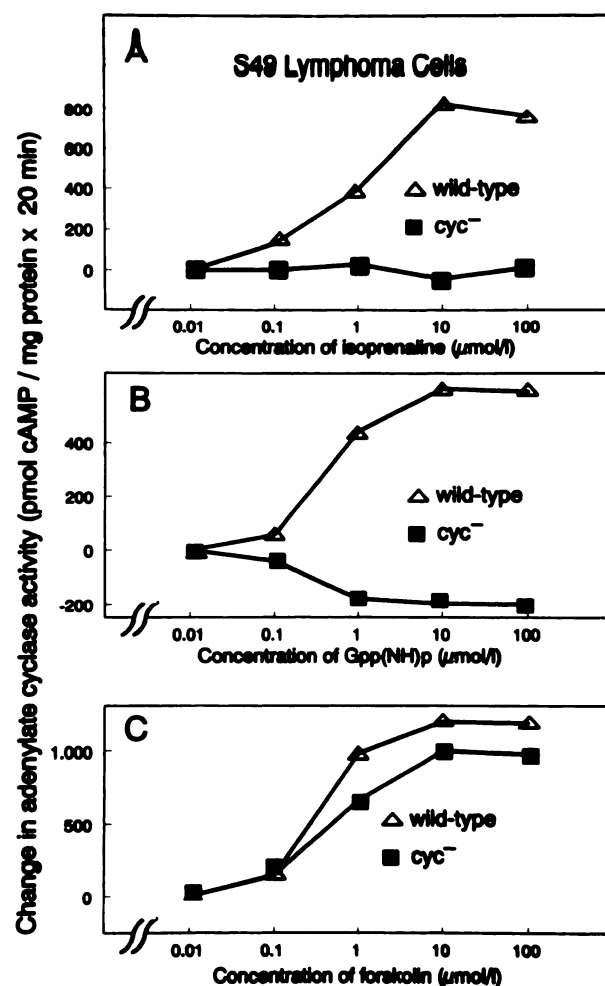 Change in adenylate cyclase activity (pmol cAMP / mg protein x 20 min)
A
S49 Lymphoma Cells
800
600
400
200
0
wild-type
cyc⁻
0.01 0.1 1 10 100
Concentration of isoprenaline (μmol/l)
B
400
200
0
-200
wild-type
cyc⁻
0.01 0.1 1 10 100
Concentration of Gpp(NH)p (μmol/l)
C
1.000
500
0
wild-type
cyc⁻
0.01 0.1 1 10 100
Concentration of forskolin (μmol/l)